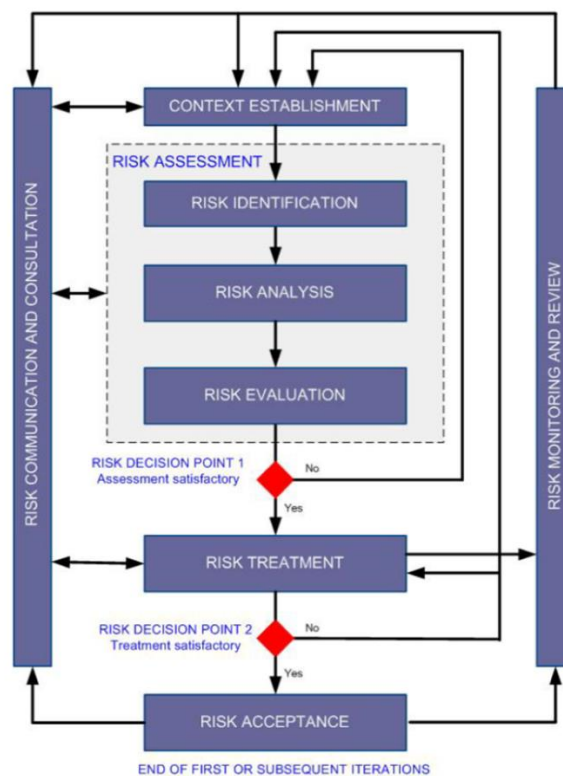 CONTEXT ESTABLISHMENT
RISK ASSESSMENT
RISK IDENTIFICATION
RISK ANALYSIS
RISK EVALUATION
RISK COMMUNICATION AND CONSULTATION
RISK MONITORING AND REVIEW
RISK DECISION POINT 1
Assessment satisfactory
No
Yes
RISK TREATMENT
RISK DECISION POINT 2
Treatment satisfactory
No
Yes
RISK ACCEPTANCE
END OF FIRST OR SUBSEQUENT ITERATIONS